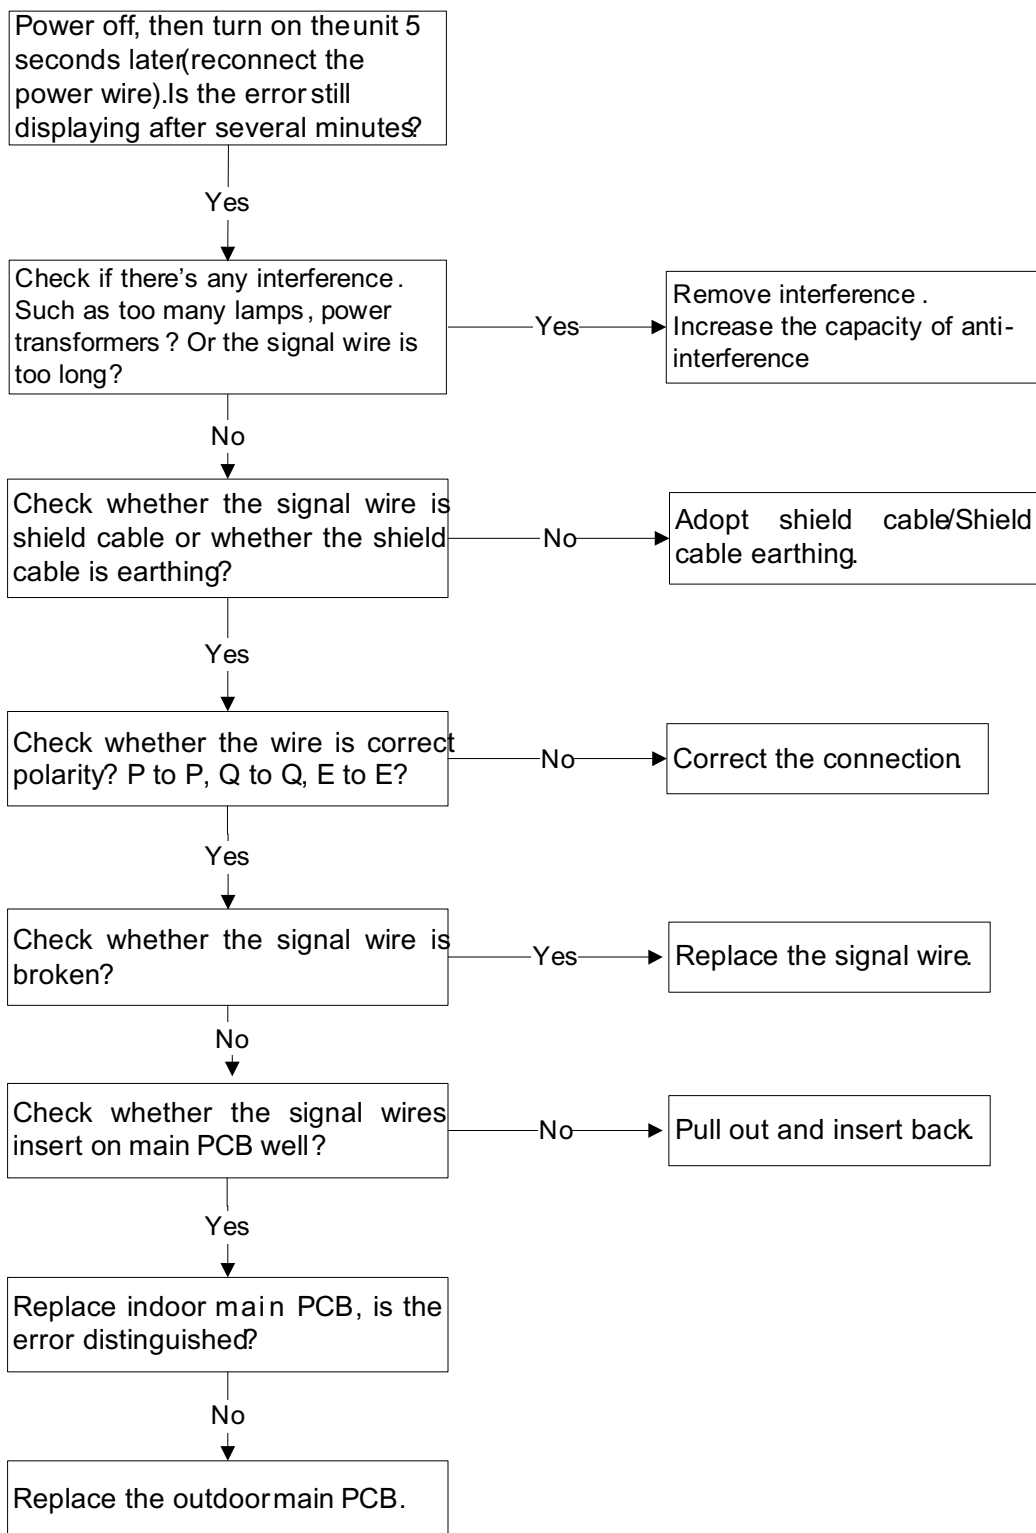 Power off, then turn on theunit 5
seconds later(reconnect the
power wire).Is the error still
displaying after several minutes?
Yes
Check if there's any interference.
Such as too many lamps, power
transformers? Or the signal wire is
too long?
Yes
Remove interference.
Increase the capacity of anti-
interference
No
Check whether the signal wire is
shield cable or whether the shield
cable is earthing?
No
Adopt shield cable/Shield
cable earthing.
Yes
Check whether the wire is correct
polarity? P to P, Q to Q, E to E?
No
Correct the connection.
Yes
Check whether the signal wire is
broken?
Yes
Replace the signal wire.
No
Check whether the signal wires
insert on main PCB well?
No
Pull out and insert back.
Yes
Replace indoor main PCB, is the
error distinguished?
No
Replace the outdoormain PCB.